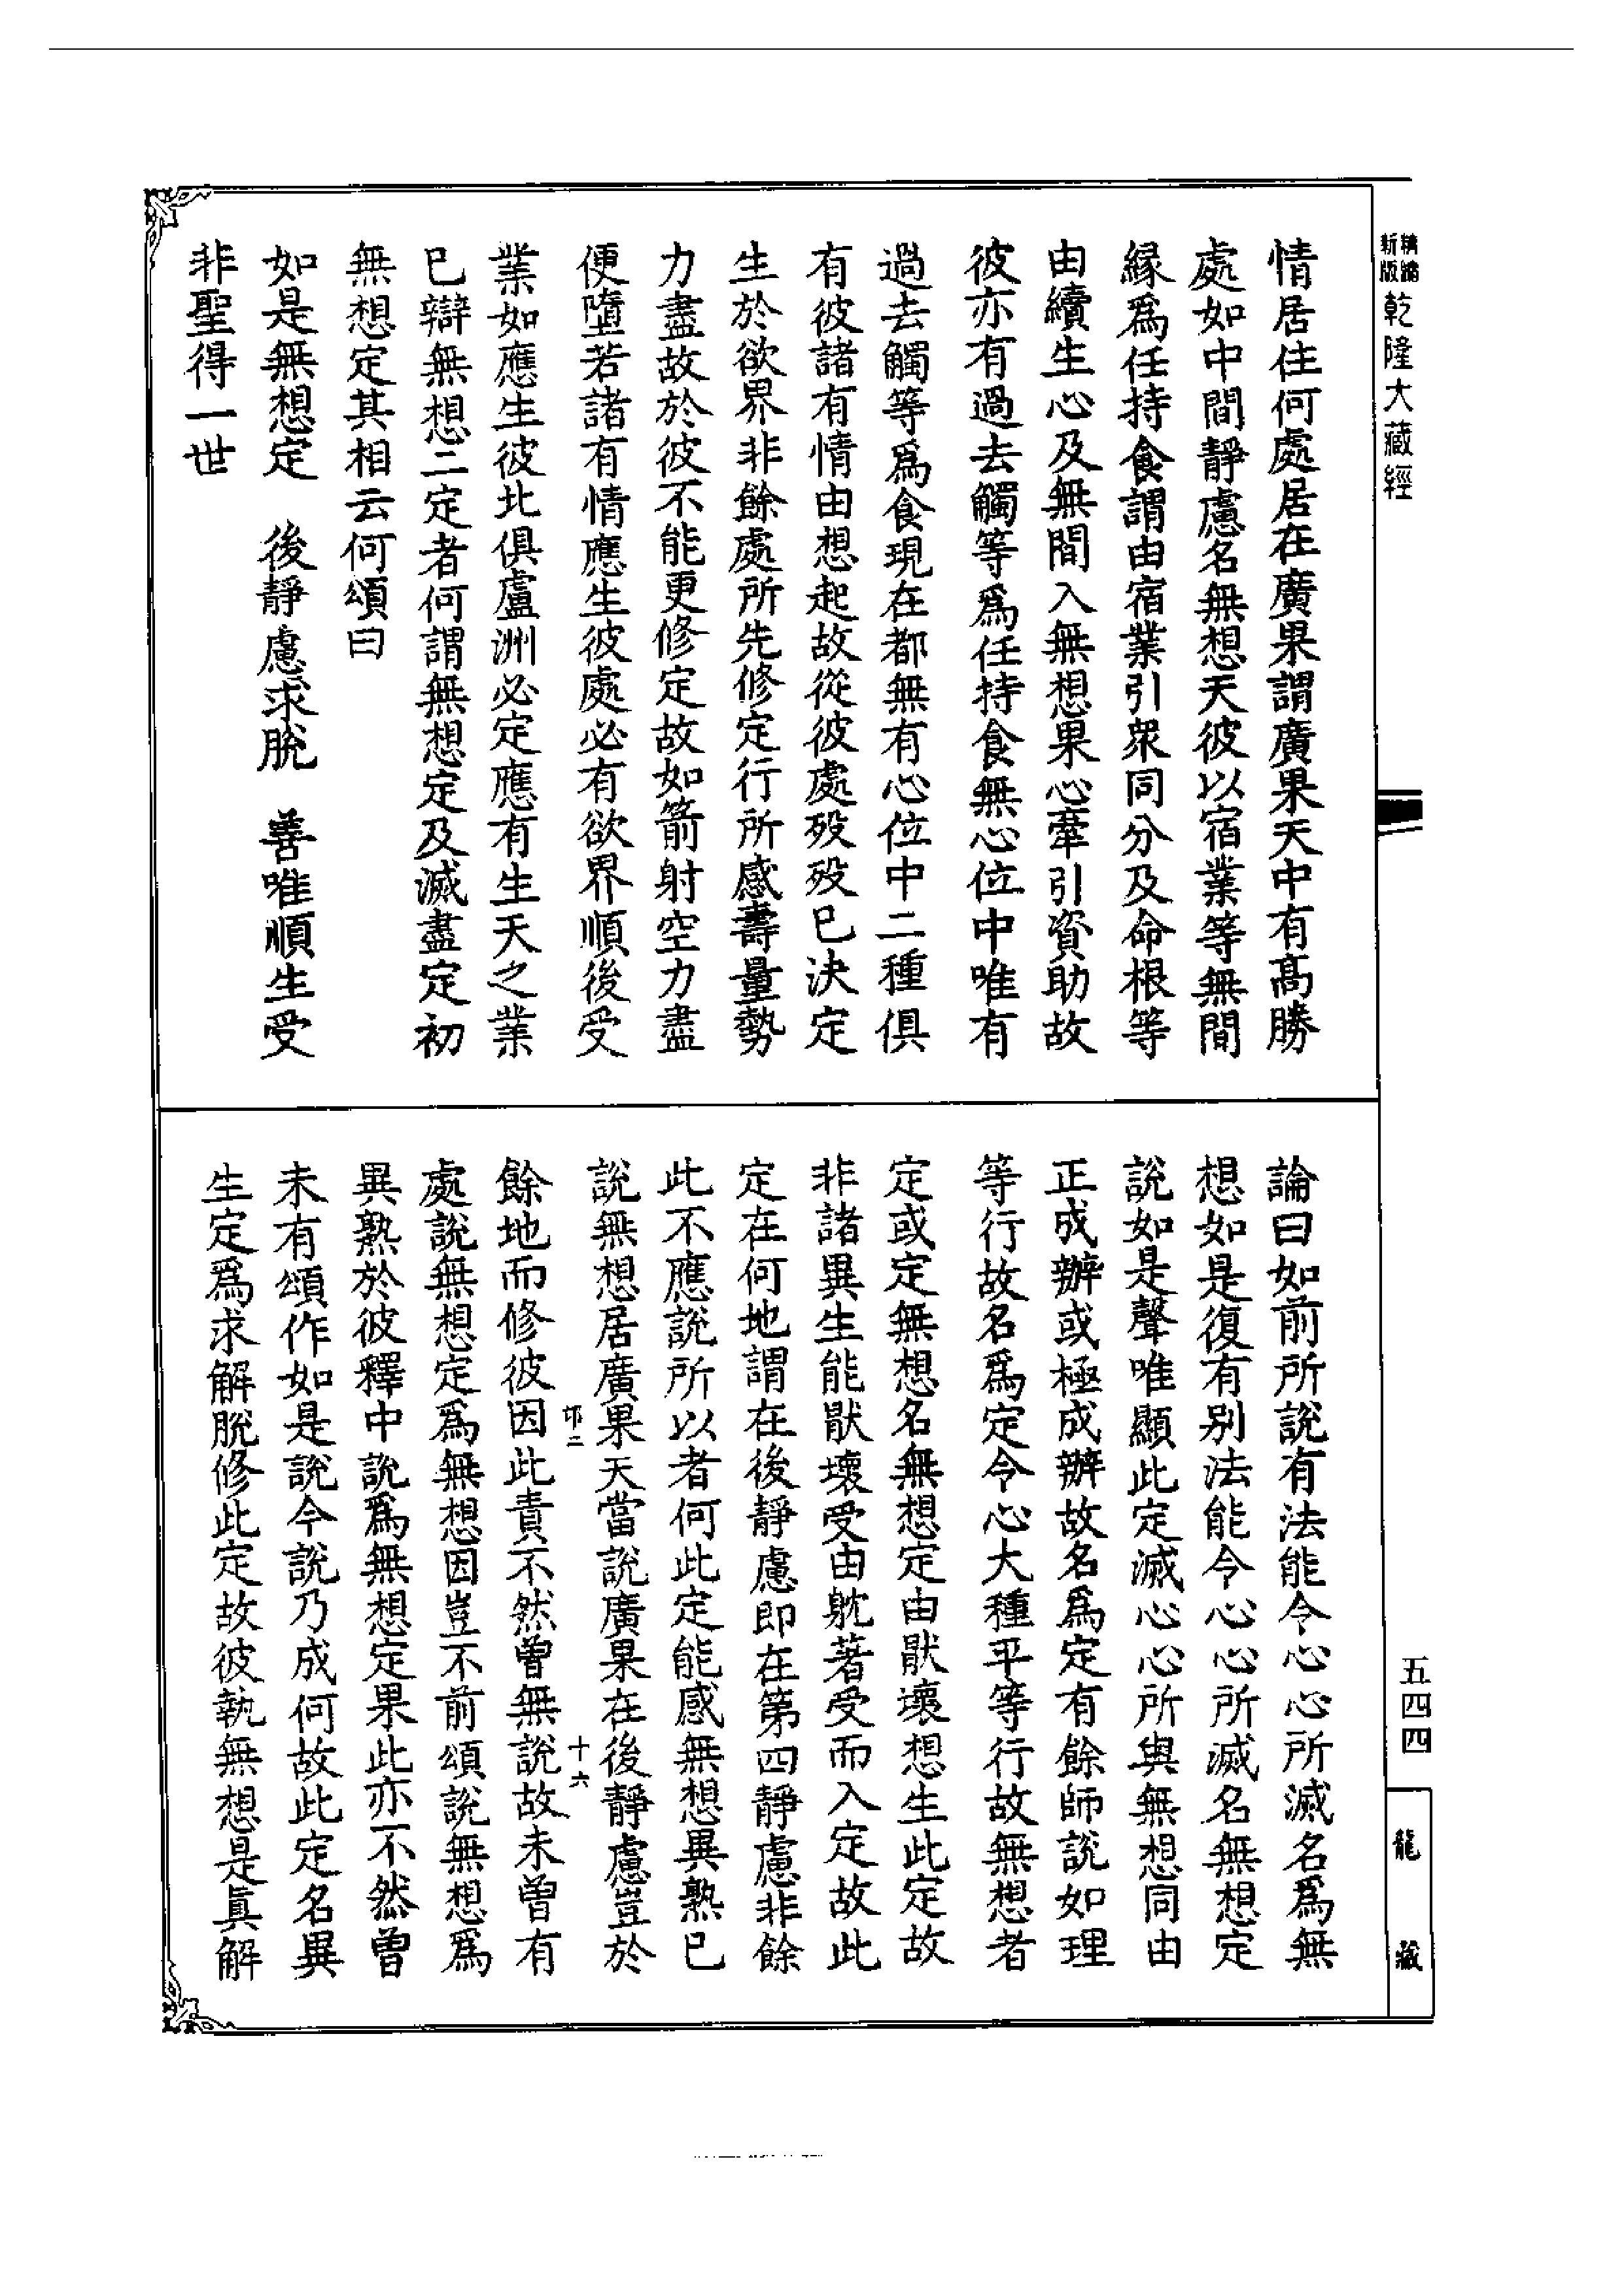 新版精縮乾隆大藏經
情居住何處居在廣果謂廣果天中有高勝
處如中間靜慮名無想天彼以宿業等無間
緣爲任持食謂由宿業引衆同分及命根等
由續生心及無間入無想果心牽引資助故
彼亦有過去觸等爲任持食無心位中唯有
過去觸等爲食現在都無有心位中二種俱
有彼諸有情由想起故從彼處歿歿已決定
生於欲界非餘處所先修定行所感壽量勢
力盡故於彼不能更修定故如箭射空力盡
便墮若諸有情應生彼處必有欲界順後受
業如應生彼北俱盧洲必定應有生天之業
已辯無想二定者何謂無想定及滅盡定初
無想定其相云何頌曰
如是無想定　後靜慮求脫　善唯順生受
非聖得一世
論曰如前所說有法能令心心所滅名爲無
想如是復有別法能令心心所滅名無想定
說如是聲唯顯此定滅心心所與無想同由
正成辦或極成辦故名爲定有餘師說如理
等行故名爲定令心大種平等行故無想者
定或定無想名無想定由猒壞想生此定故
非諸異生能猒壞受由躭著受而入定故此
定在何地謂在後靜慮即在第四靜慮非餘
此不應說所以者何此定能感無想異熟已
說無想居廣果天當說廣果在後靜慮豈於
餘地而修彼因此責不然曾無說故未曾有
處說無想定爲無想因豈不前頌說無想爲
異熟於彼釋中說爲無想定果此亦不然曾
未有頌作如是說今說乃成何故此定名異
生定爲求解脫修此定故彼執無想是眞解
十六
五四四
龍藏